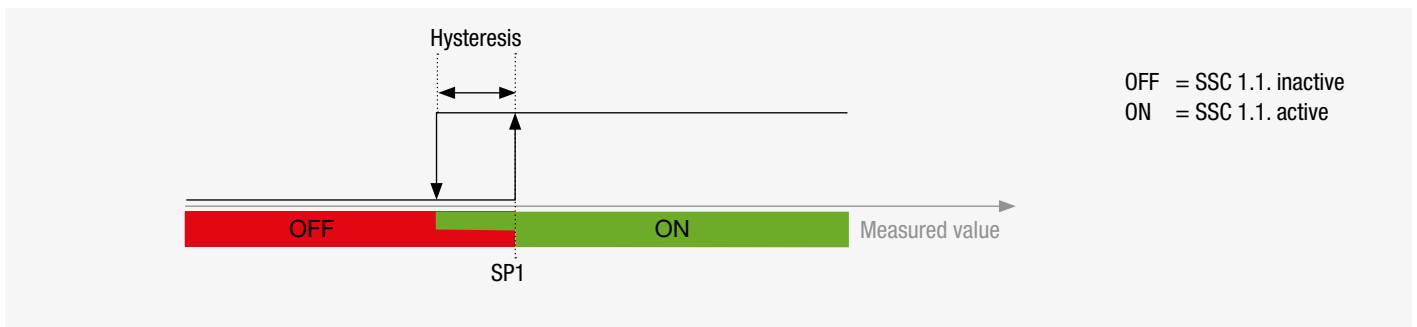 Hysteresis
OFF = SSC 1.1. inactive
ON = SSC 1.1. active
OFF
ON
Measured value
SP1